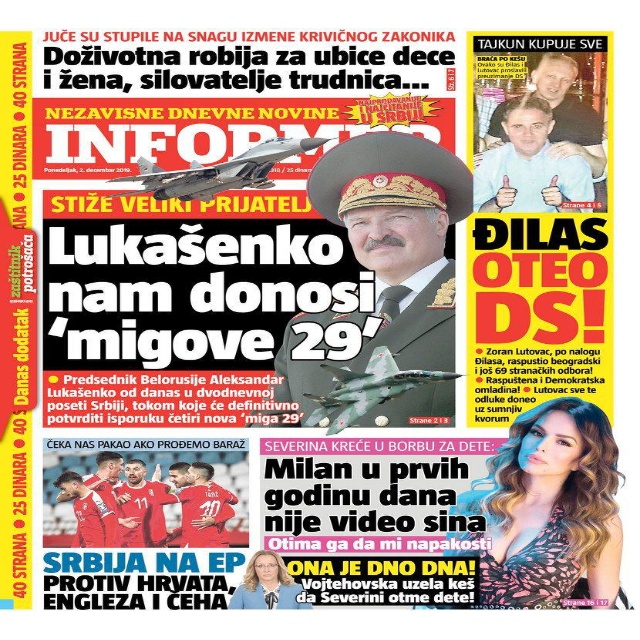 JUČE SU STUPILE NA SNAGU IZMENE KRIVIČNOG ZAKONIKA
Doživotna robija za ubice dece
i žena, silovatelje trudnica...
Str. 6 i 7
NEZAVISNE DNEVNE NOVINE
NAJPRODAVANIJE
I NAJČITANIJE
U SRBIJI
INFORMER
Ponedeljak, 2. decembar 2019.
/ 25 dinara
TAJKUN KUPUJE SVE
BRAĆA PO KEŠU
Ovako su Đilas i
Lutovac proslavili
preuzimanje DS
Strane 4 i 5
ĐILAS
OTEO
DS!
● Zoran Lutovac, po nalogu
Đilasa, raspustio beogradski
i još 69 stranačkih odbora!
● Raspuštena i Demokratska
omladina! ● Lutovac sve te
odluke doneo
uz sumnjiv
kvorum
STIŽE VELIKI PRIJATELJ
Lukašenko
nam donosi
'migove 29'
● Predsednik Belorusije Aleksandar
Lukašenko od danas u dvodnevnoj
poseti Srbiji, tokom koje će definitivno
potvrditi isporuku četiri nova 'miga 29'
Strane 2 i 3
ČEKA NAS PAKAO AKO PROĐEMO BARAŽ
11
10
SRBIJA NA EP
PROTIV HRVATA,
ENGLEZA I ČEHA
SEVERINA KREĆE U BORBU ZA DETE:
Milan u prvih
godinu dana
nije video sina
Otima ga da mi napakosti
ONA JE DNO DNA!
Vojtehovska uzela keš
da Severini otme dete!
Strane 16 i 17
40 STRANA ● 25 DINARA ● 40 STRANA ● 25 DINARA ● 40 STRANA
Danas dodatak
zaštitnik
potrošača